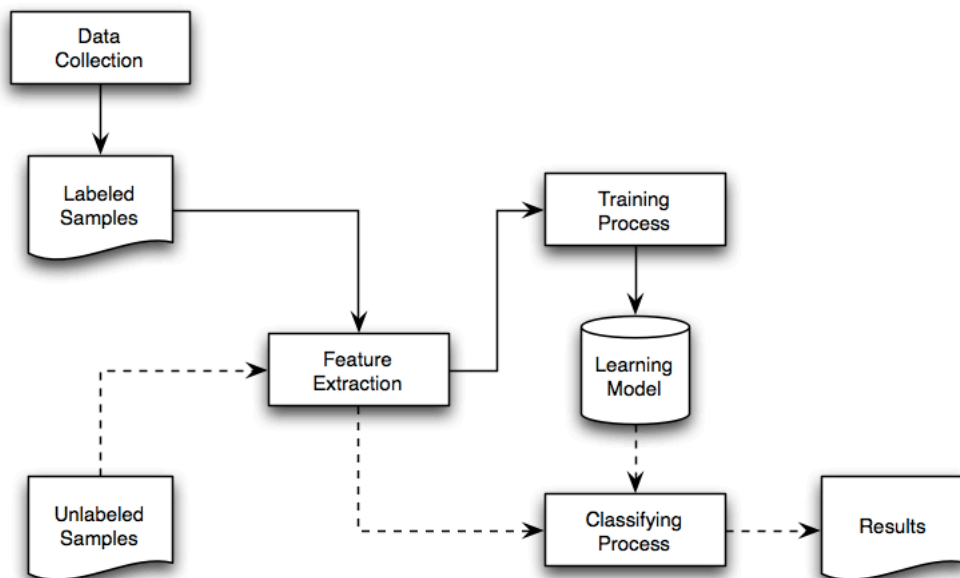 Data
Collection
Labeled
Samples
Training
Process
Feature
Extraction
Learning
Model
Unlabeled
Samples
Classifying
Process
Results